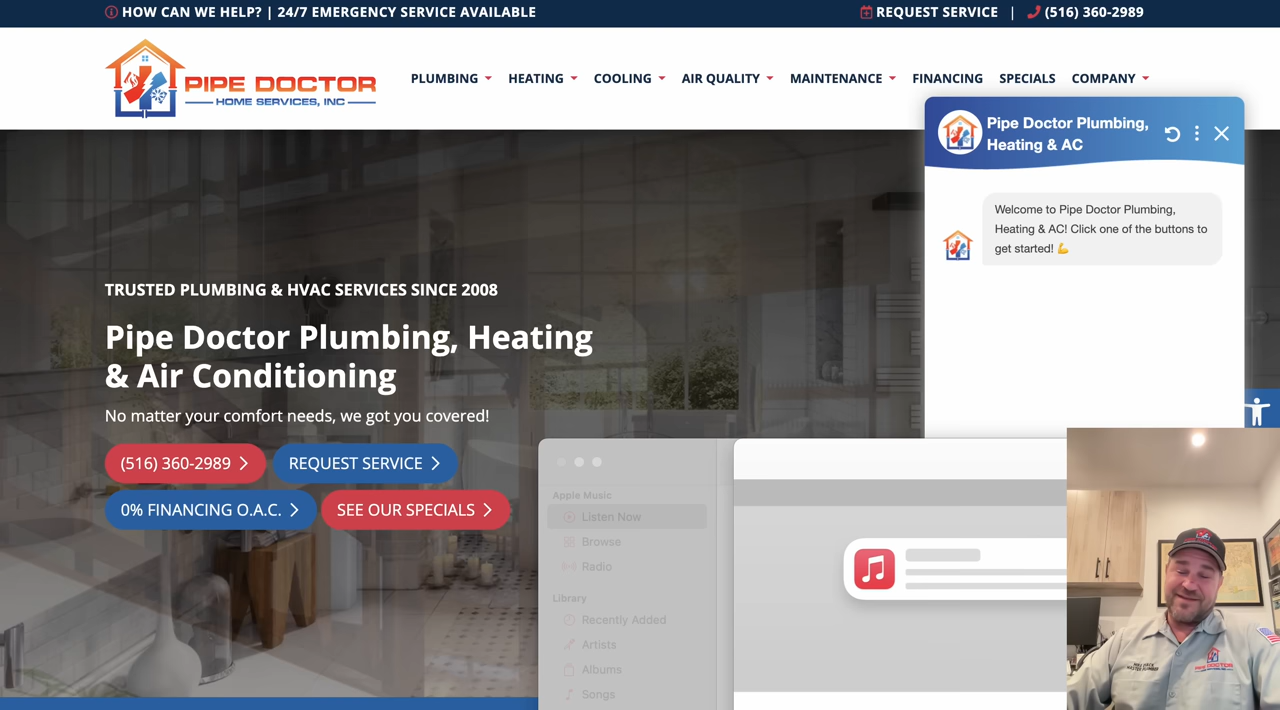 HOW CAN WE HELP? | 24/7 EMERGENCY SERVICE AVAILABLE
REQUEST SERVICE | (516) 360-2989
PIPE DOCTOR
HOME SERVICES, INC
PLUMBING HEATING COOLING AIR QUALITY MAINTENANCE FINANCING SPECIALS COMPANY
Pipe Doctor Plumbing,
Heating & AC
Welcome to Pipe Doctor Plumbing,
Heating & AC! Click one of the buttons to
get started! 💪
TRUSTED PLUMBING & HVAC SERVICES SINCE 2008
Pipe Doctor Plumbing, Heating
& Air Conditioning
No matter your comfort needs, we got you covered!
(516) 360-2989
REQUEST SERVICE
0% FINANCING O.A.C.
SEE OUR SPECIALS
Apple Music
Listen Now
Browse
Radio
Library
Recently Added
Artists
Albums
Songs
PIPE DOCTOR